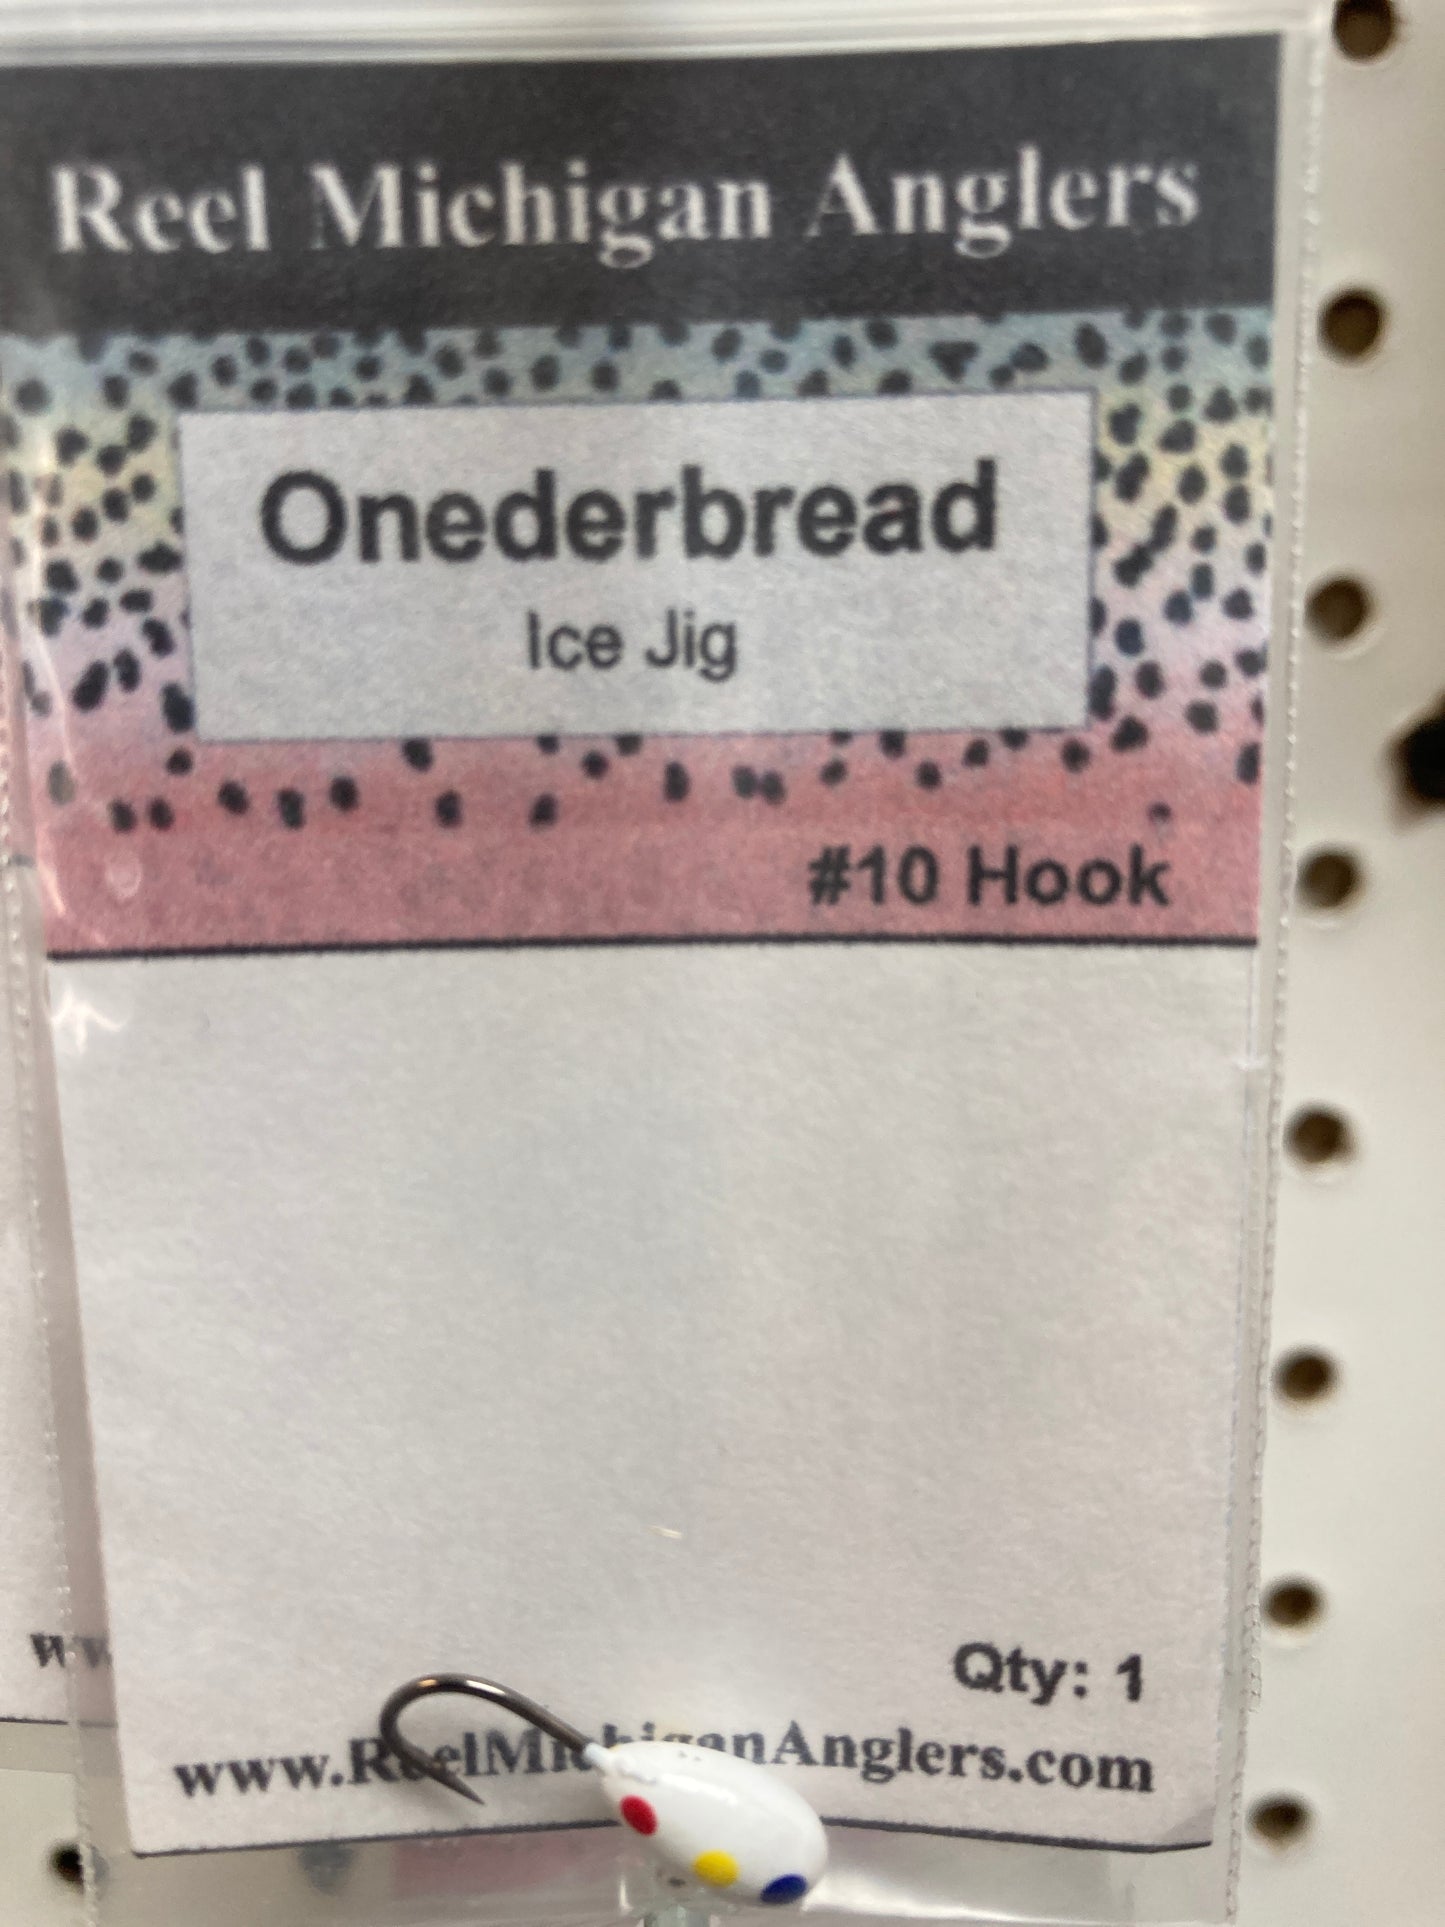 Reel Michigan Anglers
Onederbread
Ice Jig
#10 Hook
Qty: 1
www.ReelMichiganAnglers.com